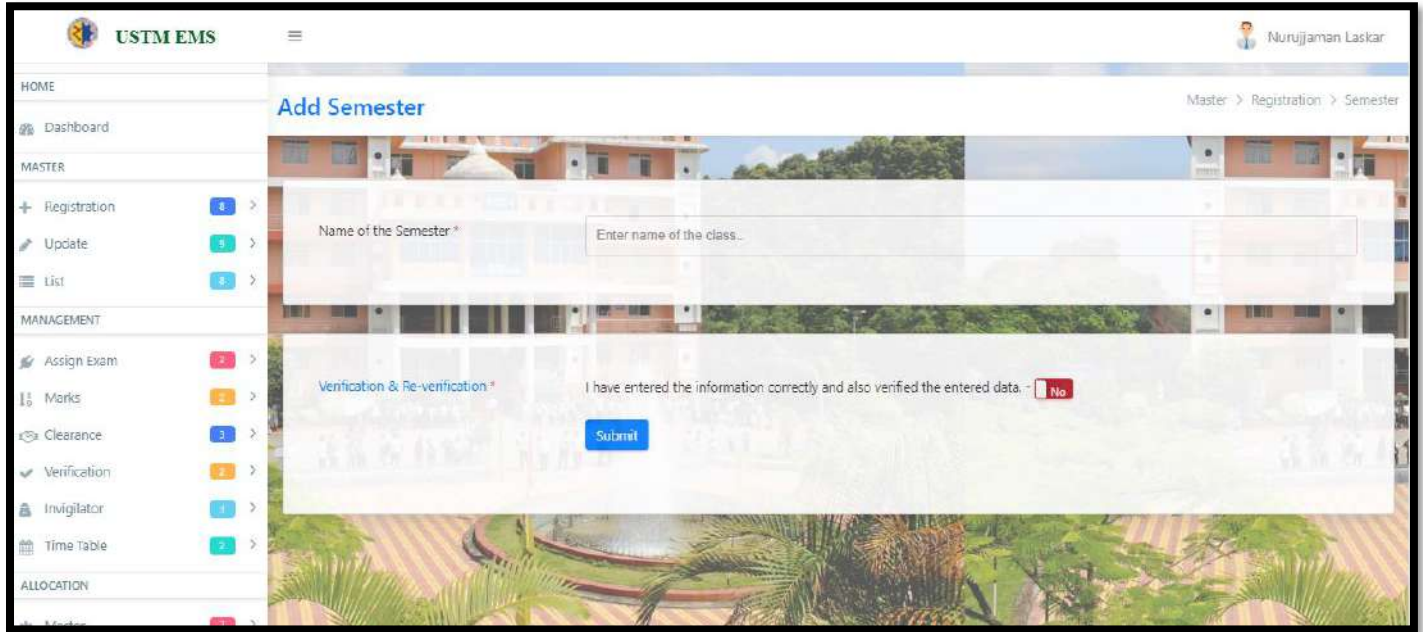 USTM EMS
Nurujjaman Laskar
HOME
Dashboard
MASTER
Registration 8
Update
List 8
MANAGEMENT
Assign Exam 2
Marks 2
Clearance 3
Verification 2
Invigilator
Time Table 2
ALLOCATION
Master
Add Semester
Master > Registration > Semester
Name of the Semester *
Enter name of the class..
Verification & Re-verification *
I have entered the information correctly and also verified the entered data. - No
Submit